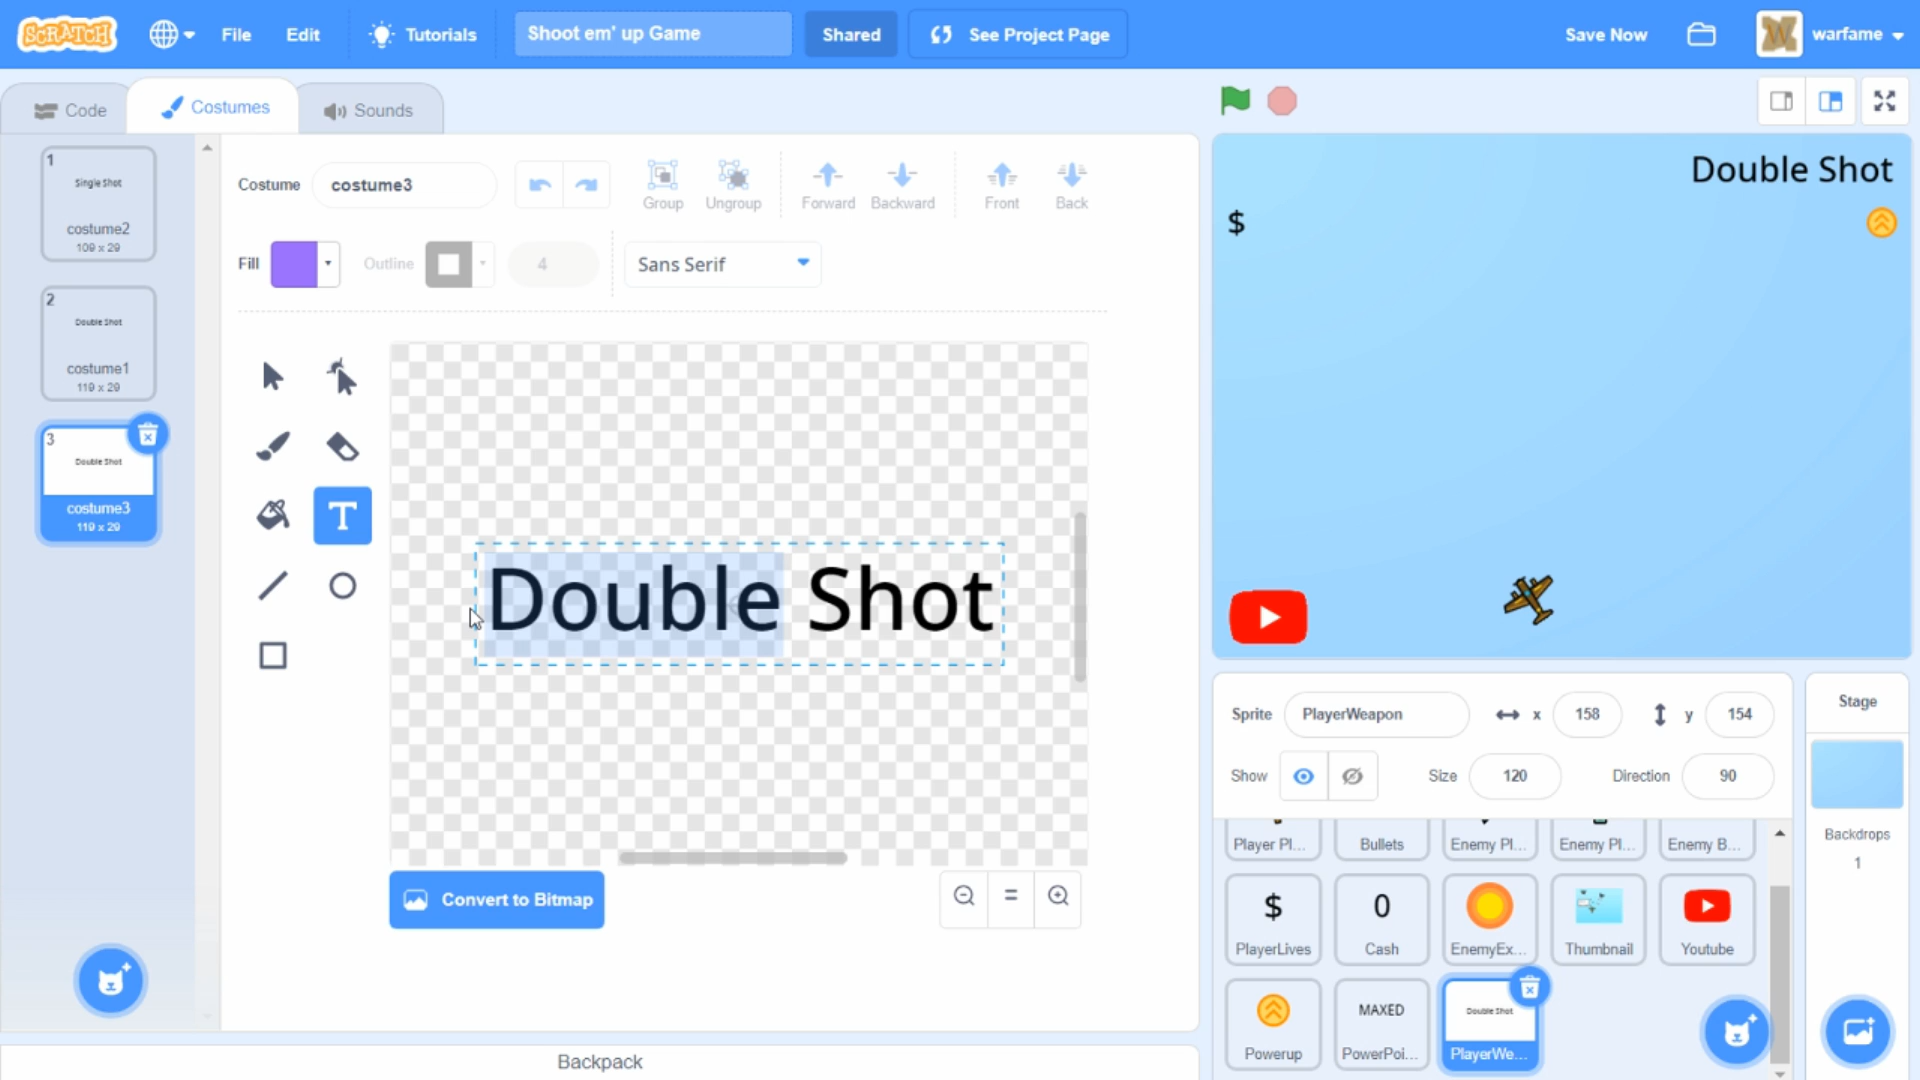 SCRATCH
File
Edit
Tutorials
Shoot em' up Game
Shared
See Project Page
Save Now
warfame
Code
Costumes
Sounds
1
Single Shot
costume2
109 x 29
2
Double Shot
costume1
119 x 29
3
Double Shot
costume3
119 x 29
Costume
costume3
Group
Ungroup
Forward
Backward
Front
Back
Fill
Outline
4
Sans Serif
T
Double Shot
Convert to Bitmap
Backpack
Double Shot
$
Sprite
PlayerWeapon
x
158
y
154
Show
Size
120
Direction
90
Player Pl...
Bullets
Enemy Pl...
Enemy Pl...
Enemy B...
$
PlayerLives
0
Cash
EnemyEx...
Thumbnail
Youtube
Powerup
MAXED
PowerPoi...
Double Shot
PlayerWe...
Stage
Backdrops
1